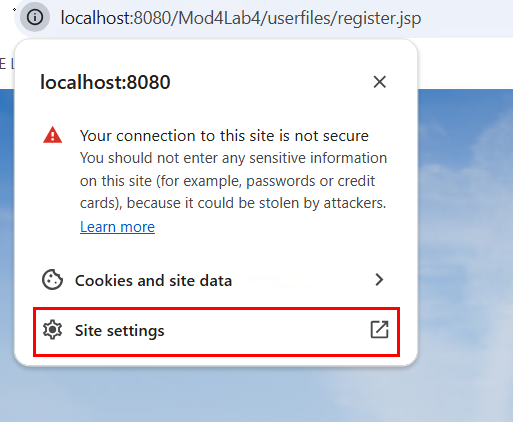 localhost:8080/Mod4Lab4/userfiles/register.jsp
E L
localhost:8080
Your connection to this site is not secure
You should not enter any sensitive information
on this site (for example, passwords or credit
cards), because it could be stolen by attackers.
Learn more
Cookies and site data
Site settings